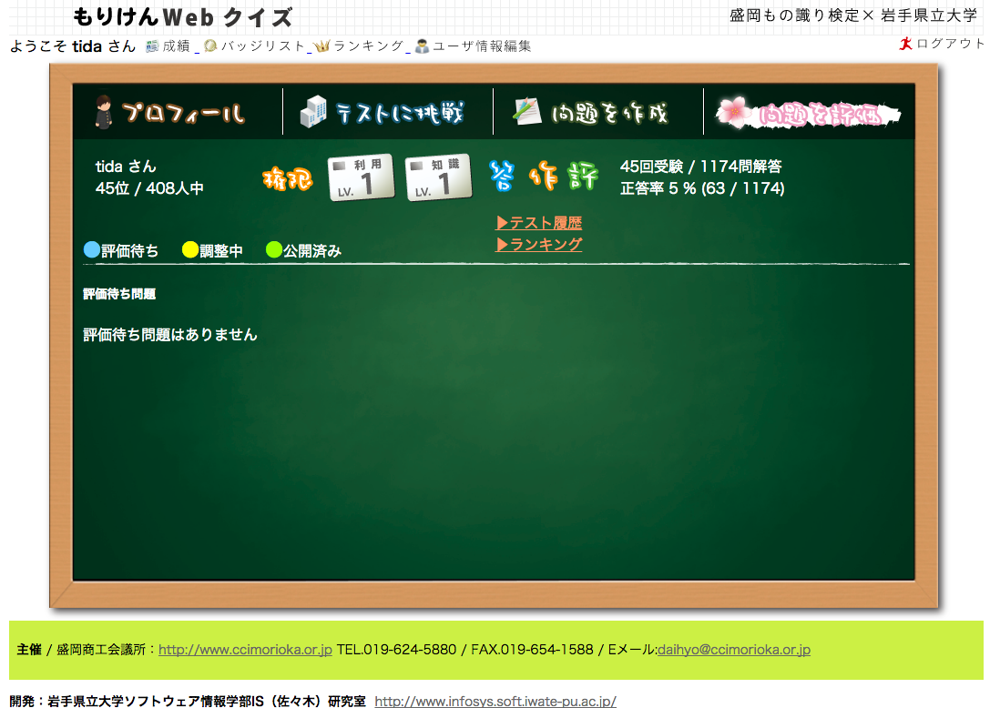 もりけんWeb クイズ
盛岡もの識り検定× 岩手県立大学
ようこそ tida さん 成績 バッジリスト ランキング ユーザ情報編集
ログアウト
プロフィール テストに挑戦 問題を作成 問題を評価
tida さん
45位 / 408人中
権限
利用 LV. 1
知識 LV. 1
答 作 評
45回受験 / 1174問解答
正答率 5 % (63 / 1174)
▶テスト履歴
▶ランキング
評価待ち 調整中 公開済み
評価待ち問題
評価待ち問題はありません
主催 / 盛岡商工会議所：http://www.ccimorioka.or.jp TEL.019-624-5880 / FAX.019-654-1588 / Eメール:daihyo@ccimorioka.or.jp
開発：岩手県立大学ソフトウェア情報学部IS（佐々木）研究室 http://www.infosys.soft.iwate-pu.ac.jp/